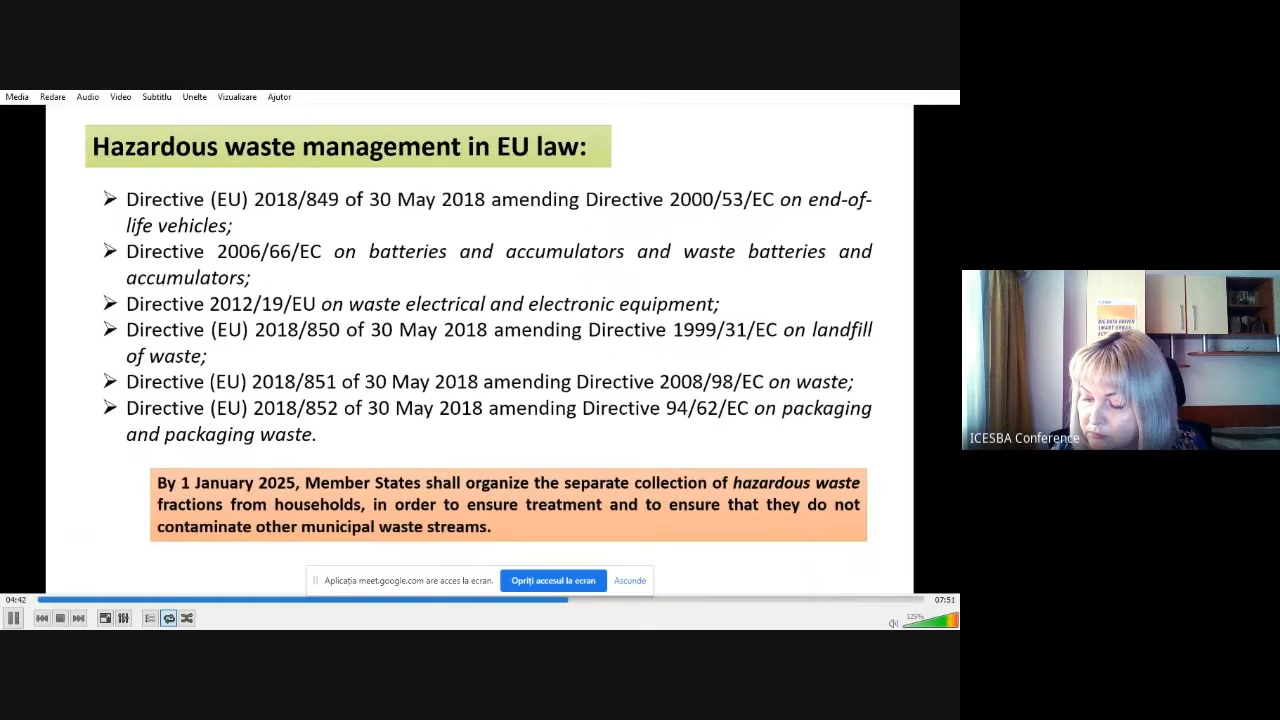 Media Redare Audio Video Subtitlu Unelte Vizualizare Ajutor
Hazardous waste management in EU law:
Directive (EU) 2018/849 of 30 May 2018 amending Directive 2000/53/EC on end-of-
life vehicles;
Directive 2006/66/EC on batteries and accumulators and waste batteries and
accumulators;
Directive 2012/19/EU on waste electrical and electronic equipment;
Directive (EU) 2018/850 of 30 May 2018 amending Directive 1999/31/EC on landfill
of waste;
Directive (EU) 2018/851 of 30 May 2018 amending Directive 2008/98/EC on waste;
Directive (EU) 2018/852 of 30 May 2018 amending Directive 94/62/EC on packaging
and packaging waste.
By 1 January 2025, Member States shall organize the separate collection of hazardous waste
fractions from households, in order to ensure treatment and to ensure that they do not
contaminate other municipal waste streams.
Aplicația meet.google.com are acces la ecran. Opriți accesul la ecran Ascunde
04:42 07:51
125%
BIG DATA DRIVEN
SMART URBAN
ICESBA Conference